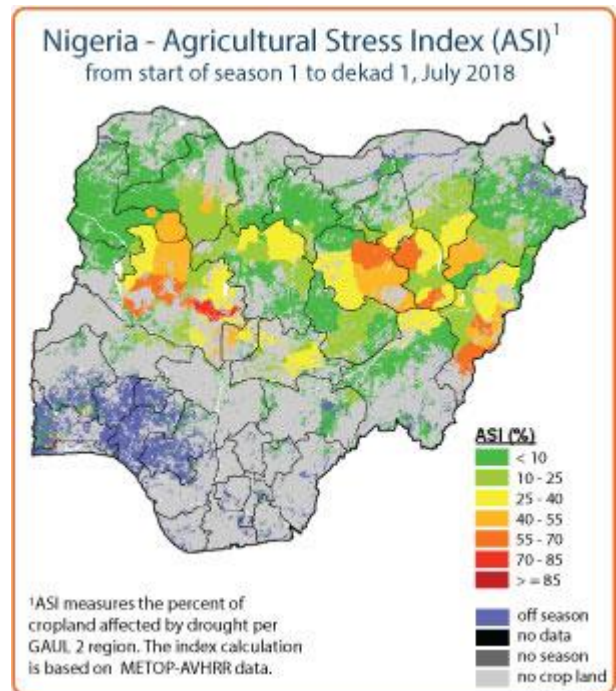 Nigeria - Agricultural Stress Index (ASI)¹
from start of season 1 to dekad 1, July 2018
ASI (%)
< 10
10 - 25
25 - 40
40 - 55
55 - 70
70 - 85
> = 85
off season
no data
no season
no crop land
¹ASI measures the percent of
cropland affected by drought per
GAUL 2 region. The index calculation
is based on METOP-AVHRR data.